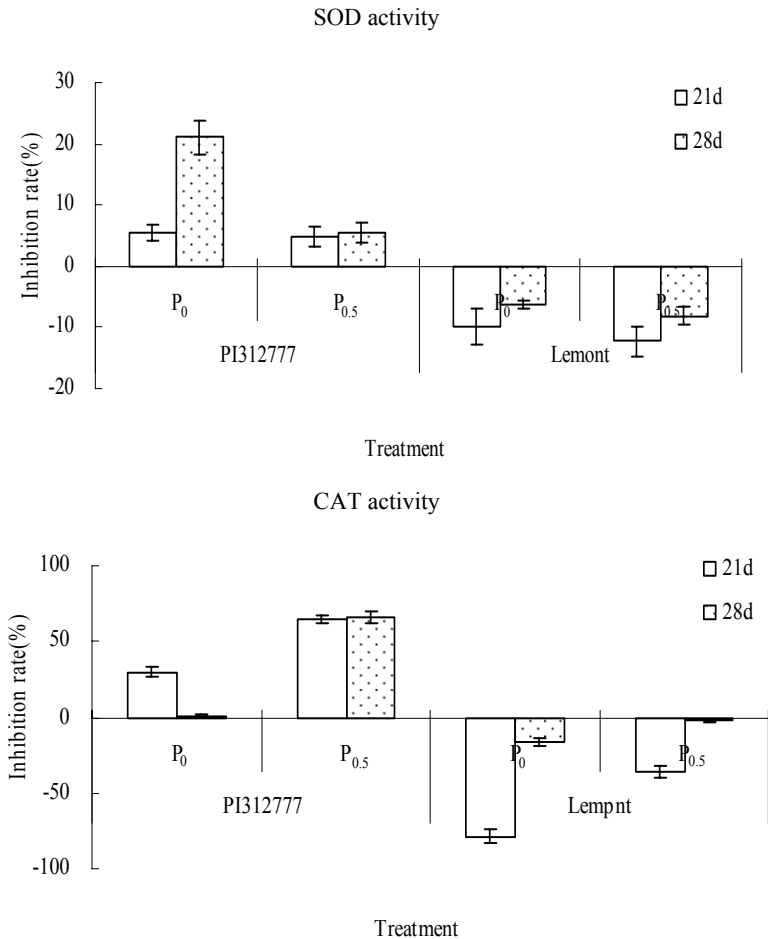 SOD activity
30
20
10
0
-10
-20
Inhibition rate(%)
21d
28d
P0 P0.5 P0 P0.5
PI312777 Lemont
Treatment
CAT activity
100
50
0
-50
-100
Inhibition rate(%)
21d
28d
P0 P0.5 P0 P0.5
PI312777 Lempnt
Treatment